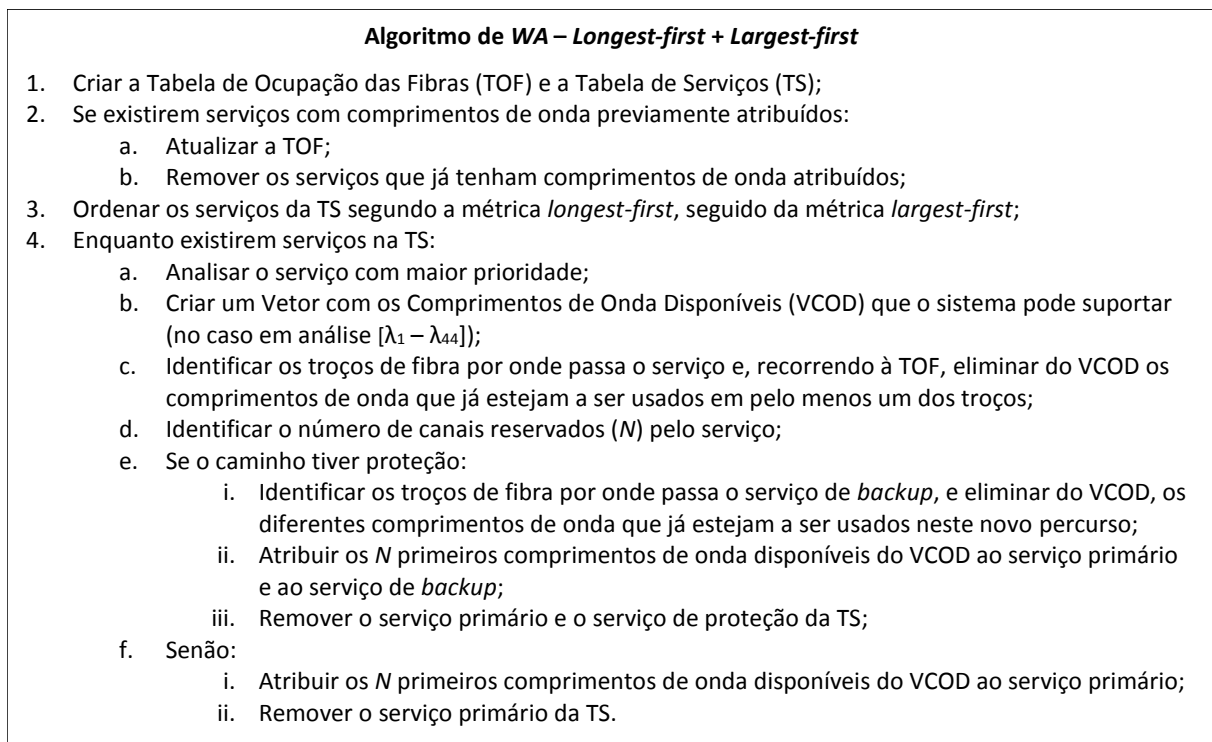 Algoritmo de WA – Longest-first + Largest-first
1. Criar a Tabela de Ocupação das Fibras (TOF) e a Tabela de Serviços (TS);
2. Se existirem serviços com comprimentos de onda previamente atribuídos:
a. Atualizar a TOF;
b. Remover os serviços que já tenham comprimentos de onda atribuídos;
3. Ordenar os serviços da TS segundo a métrica longest-first, seguido da métrica largest-first;
4. Enquanto existirem serviços na TS:
a. Analisar o serviço com maior prioridade;
b. Criar um Vetor com os Comprimentos de Onda Disponíveis (VCOD) que o sistema pode suportar
(no caso em análise [λ₁ – λ₄₄]);
c. Identificar os troços de fibra por onde passa o serviço e, recorrendo à TOF, eliminar do VCOD os
comprimentos de onda que já estejam a ser usados em pelo menos um dos troços;
d. Identificar o número de canais reservados (N) pelo serviço;
e. Se o caminho tiver proteção:
i. Identificar os troços de fibra por onde passa o serviço de backup, e eliminar do VCOD, os
diferentes comprimentos de onda que já estejam a ser usados neste novo percurso;
ii. Atribuir os N primeiros comprimentos de onda disponíveis do VCOD ao serviço primário
e ao serviço de backup;
iii. Remover o serviço primário e o serviço de proteção da TS;
f. Senão:
i. Atribuir os N primeiros comprimentos de onda disponíveis do VCOD ao serviço primário;
ii. Remover o serviço primário da TS.